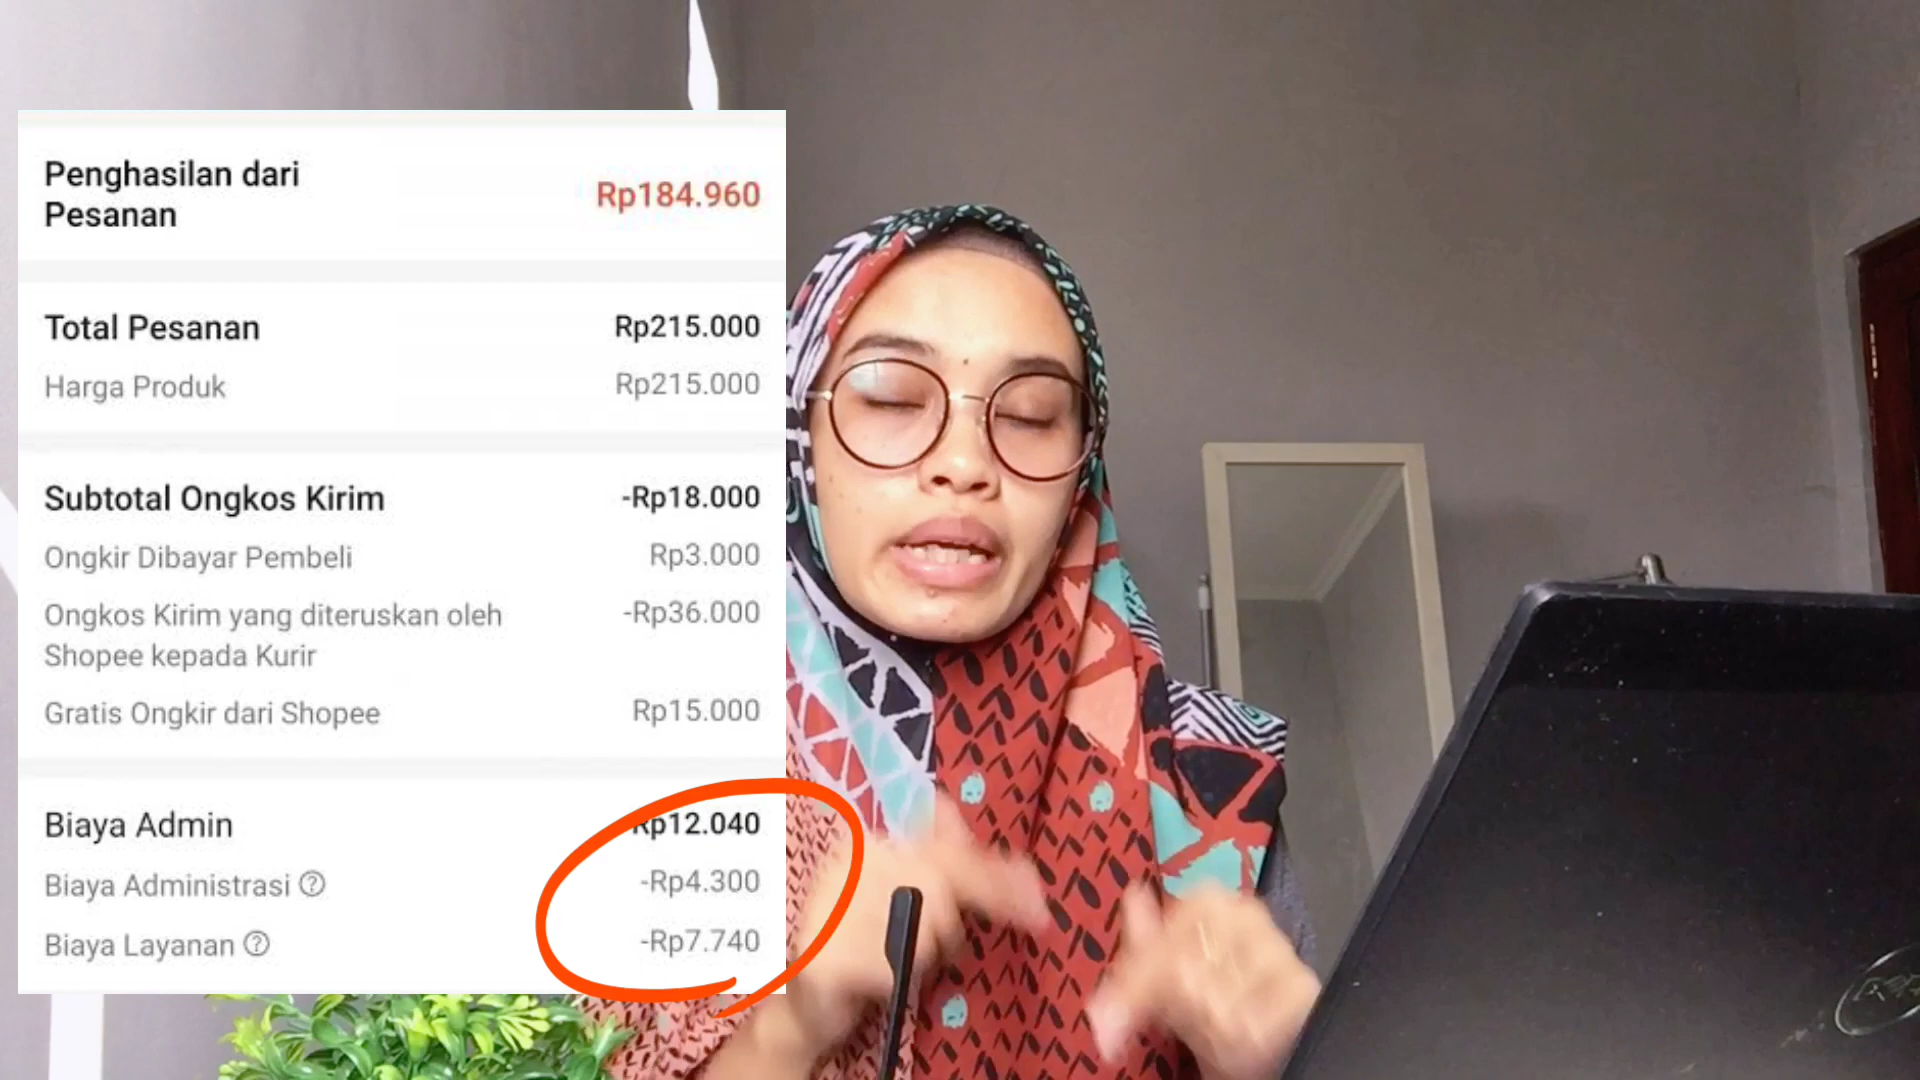 Penghasilan dari
Pesanan
Rp184.960
Total Pesanan Rp215.000
Harga Produk Rp215.000
Subtotal Ongkos Kirim -Rp18.000
Ongkir Dibayar Pembeli Rp3.000
Ongkos Kirim yang diteruskan oleh -Rp36.000
Shopee kepada Kurir
Gratis Ongkir dari Shopee Rp15.000
Biaya Admin Rp12.040
Biaya Administrasi -Rp4.300
Biaya Layanan -Rp7.740